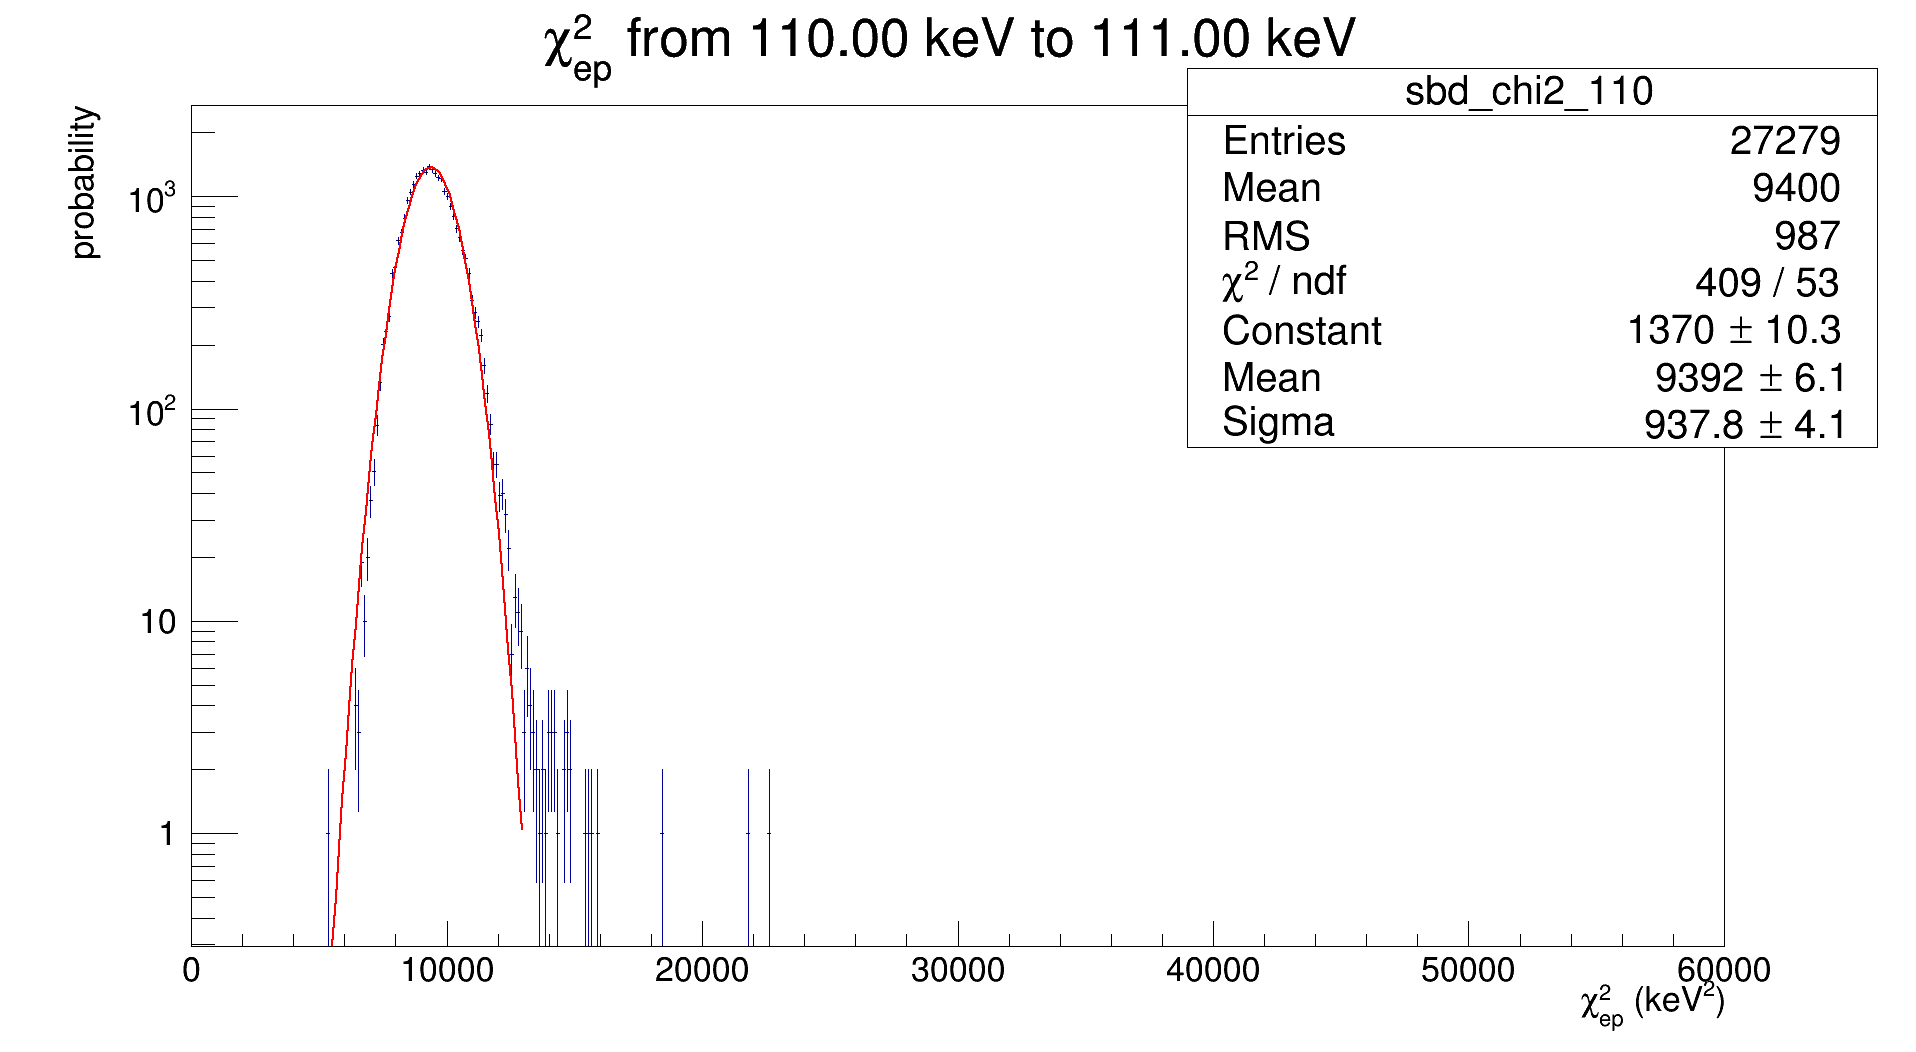 χ²ep from 110.00 keV to 111.00 keV
sbd_chi2_110
Entries 27279
Mean 9400
RMS 987
χ² / ndf 409 / 53
Constant 1370 ± 10.3
Mean 9392 ± 6.1
Sigma 937.8 ± 4.1
probability
10³
10²
10
1
0 10000 20000 30000 40000 50000 60000
χ²ep (keV²)